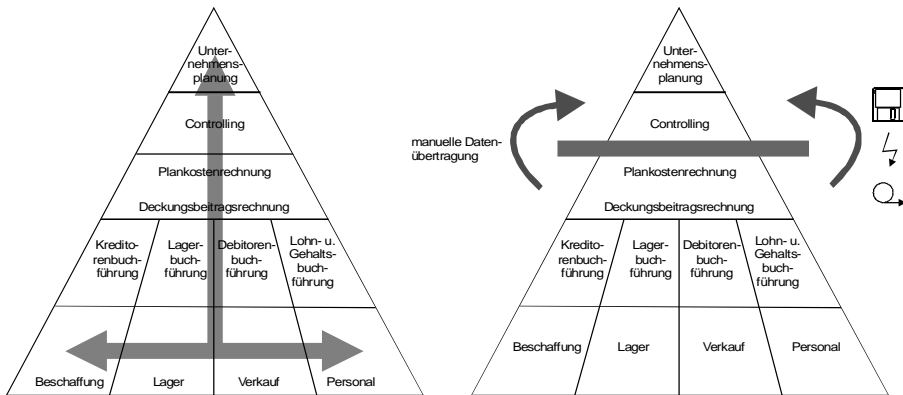 Unter-
nehmens-
planung
Controlling
Plankostenrechnung
Deckungsbeitragsrechnung
Kredito-
renbuch-
führung
Lager-
buch-
führung
Debitoren-
buch-
führung
Lohn- u.
Gehalts-
buch-
führung
Beschaffung
Lager
Verkauf
Personal
Unter-
nehmens-
planung
Controlling
manuelle Daten-
übertragung
Plankostenrechnung
Deckungsbeitragsrechnung
Kredito-
renbuch-
führung
Lager-
buch-
führung
Debitoren-
buch-
führung
Lohn- u.
Gehalts-
buch-
führung
Beschaffung
Lager
Verkauf
Personal